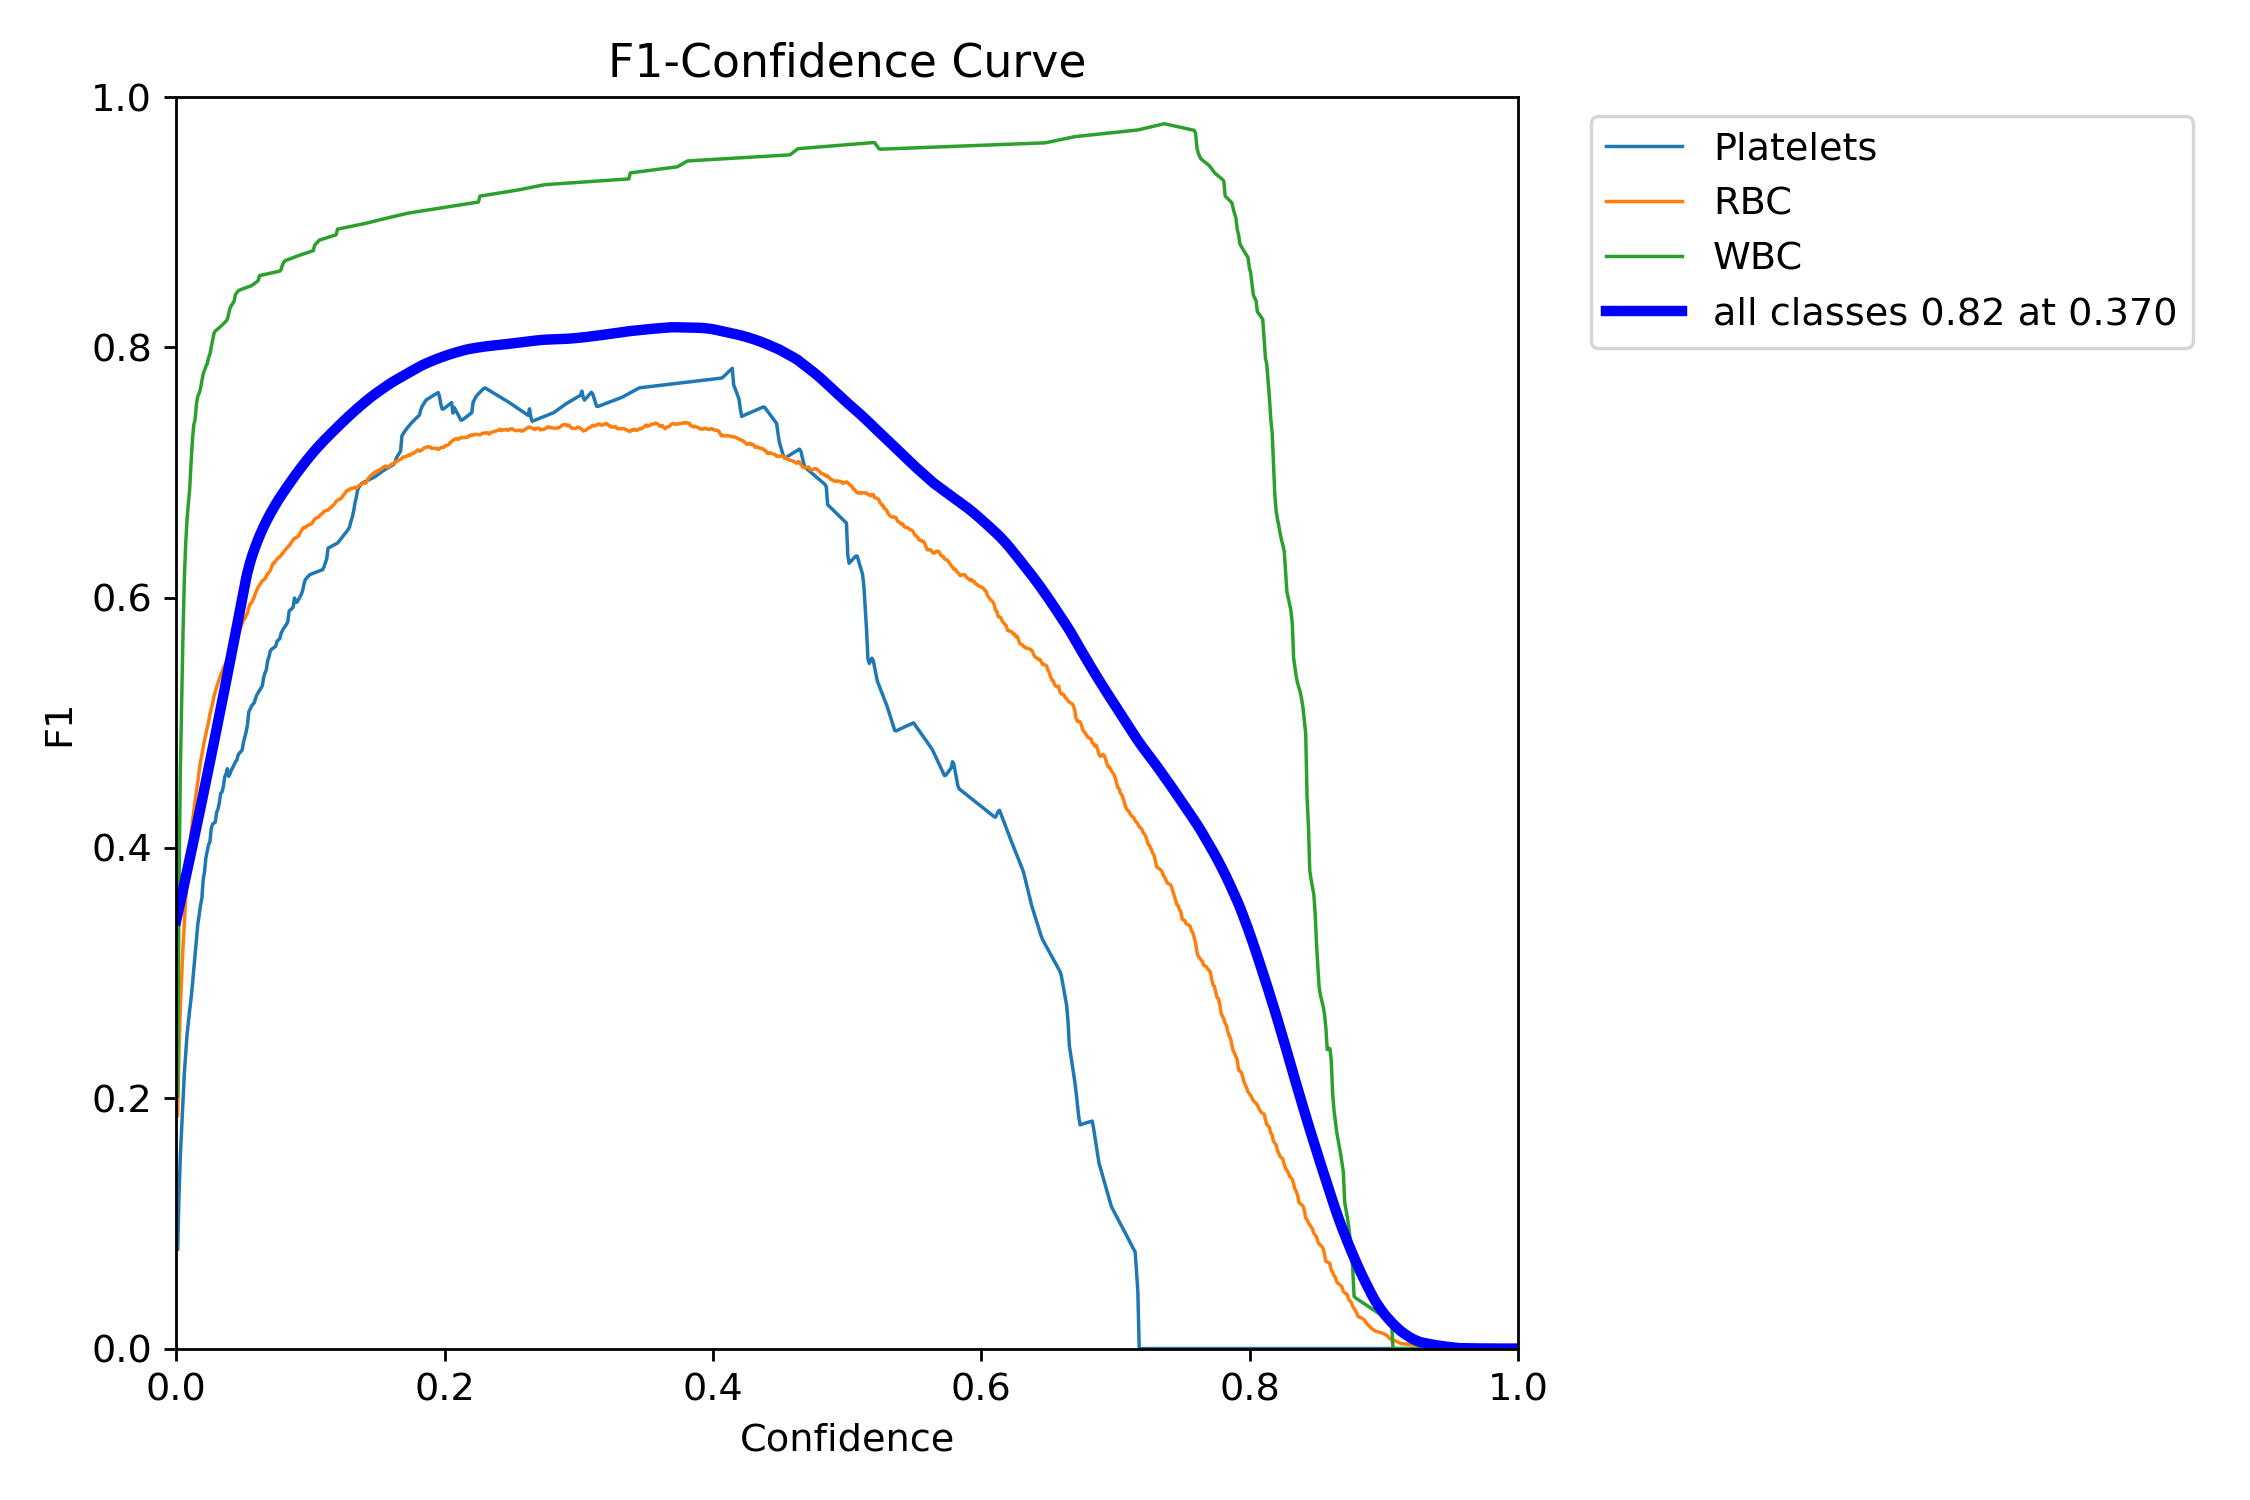 F1-Confidence Curve
1.0
0.8
0.6
0.4
0.2
0.0
F1
0.0 0.2 0.4 0.6 0.8 1.0
Confidence
Platelets
RBC
WBC
all classes 0.82 at 0.370